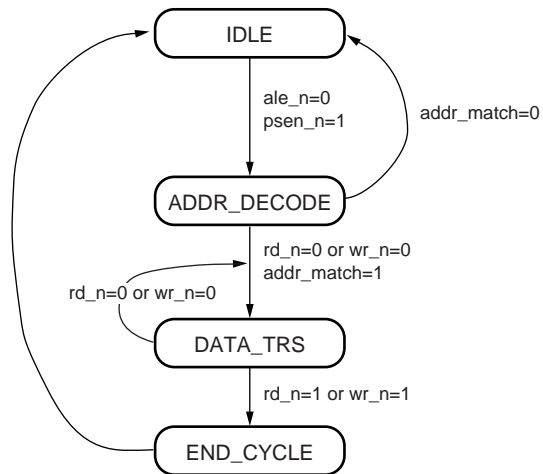 IDLE
ale_n=0
psen_n=1
addr_match=0
ADDR_DECODE
rd_n=0 or wr_n=0
addr_match=1
rd_n=0 or wr_n=0
DATA_TRS
rd_n=1 or wr_n=1
END_CYCLE